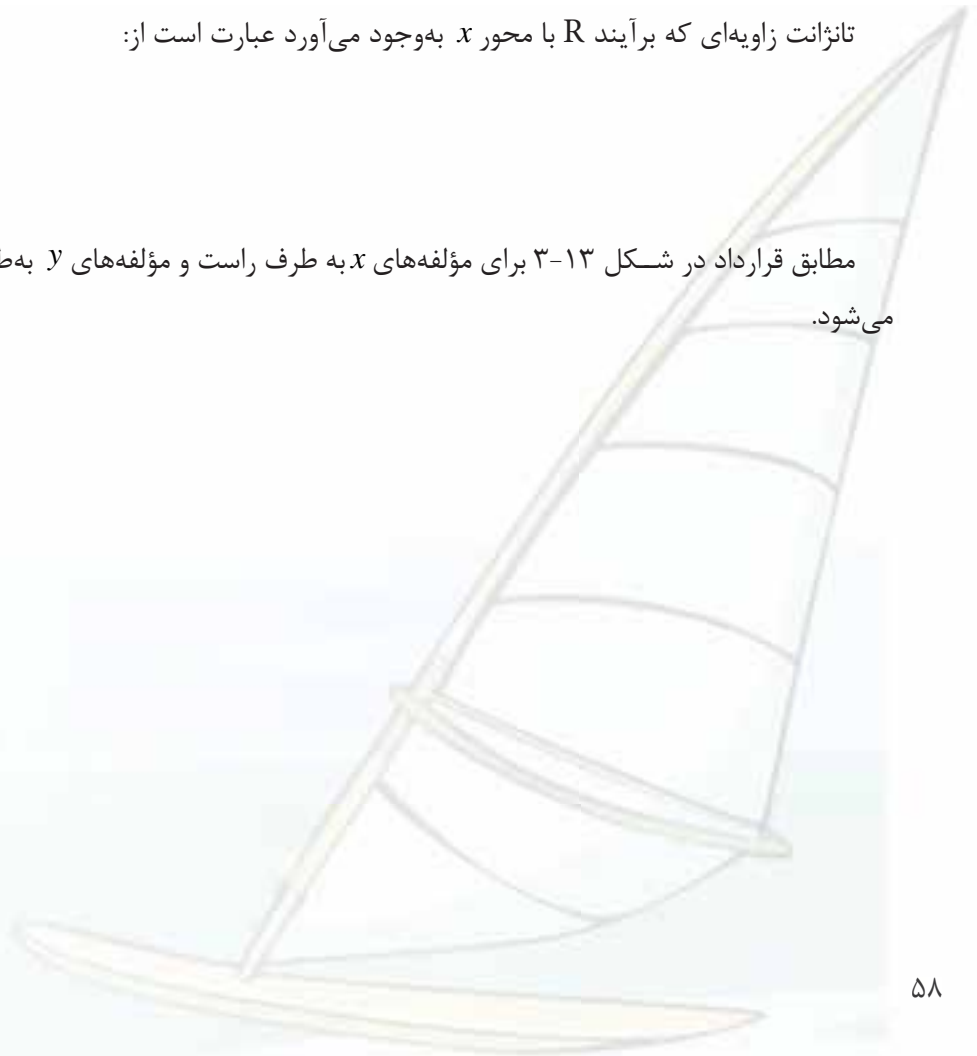 تانژانت زاویه‌ای که برآیند R با محور x به‌وجود می‌آورد عبارت است از:
مطابق قرارداد در شکل ۱۳-۳ برای مؤلفه‌های x به طرف راست و مؤلفه‌های y
می‌شود.
۵۸